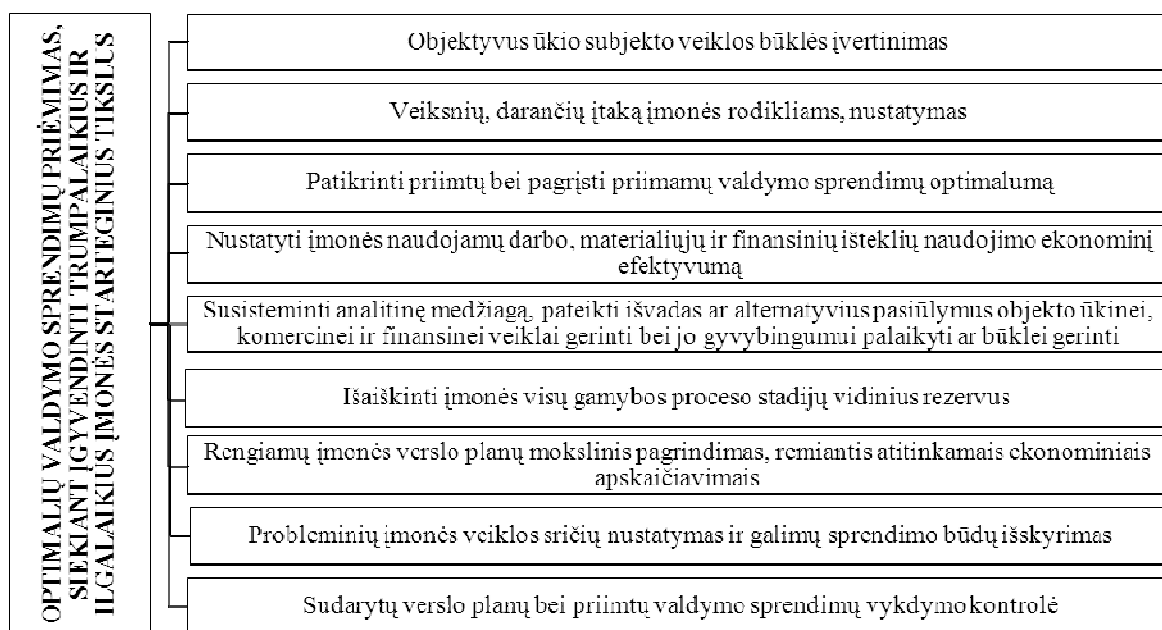 OPTIMALIŲ VALDYMO SPRENDIMŲ PRIĖMIMAS,
SIEKIANT ĮGYVENDINTI TRUMPALAIKIUS IR
ILGALAIKIUS ĮMONĖS STARTEGINIUS TIKSLUS
Objektyvus ūkio subjekto veiklos būklės įvertinimas
Veiksnių, darančių įtaką įmonės rodikliams, nustatymas
Patikrinti priimtų bei pagrįsti priimamų valdymo sprendimų optimalumą
Nustatyti įmonės naudojamų darbo, materialiųjų ir finansinių išteklių naudojimo ekonominį
efektyvumą
Susisteminti analitinę medžiagą, pateikti išvadas ar alternatyvius pasiūlymus objekto ūkinei,
komercinei ir finansinei veiklai gerinti bei jo gyvybingumui palaikyti ar būklei gerinti
Išaiškinti įmonės visų gamybos proceso stadijų vidinius rezervus
Rengiamų įmonės verslo planų mokslinis pagrindimas, remiantis atitinkamais ekonominiais
apskaičiavimais
Probleminių įmonės veiklos sričių nustatymas ir galimų sprendimo būdų išskyrimas
Sudarytų verslo planų bei priimtų valdymo sprendimų vykdymo kontrolė